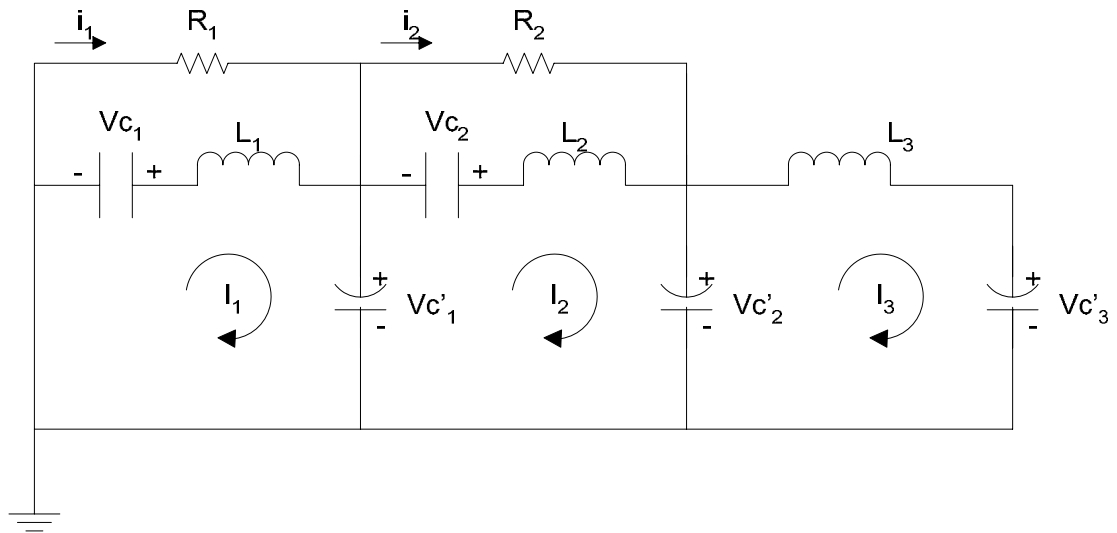 i₁ R₁ i₂ R₂
Vc₁ L₁ Vc₂ L₂ L₃
- + - +
I₁ + Vc'₁ - I₂ + Vc'₂ - I₃ + Vc'₃ -